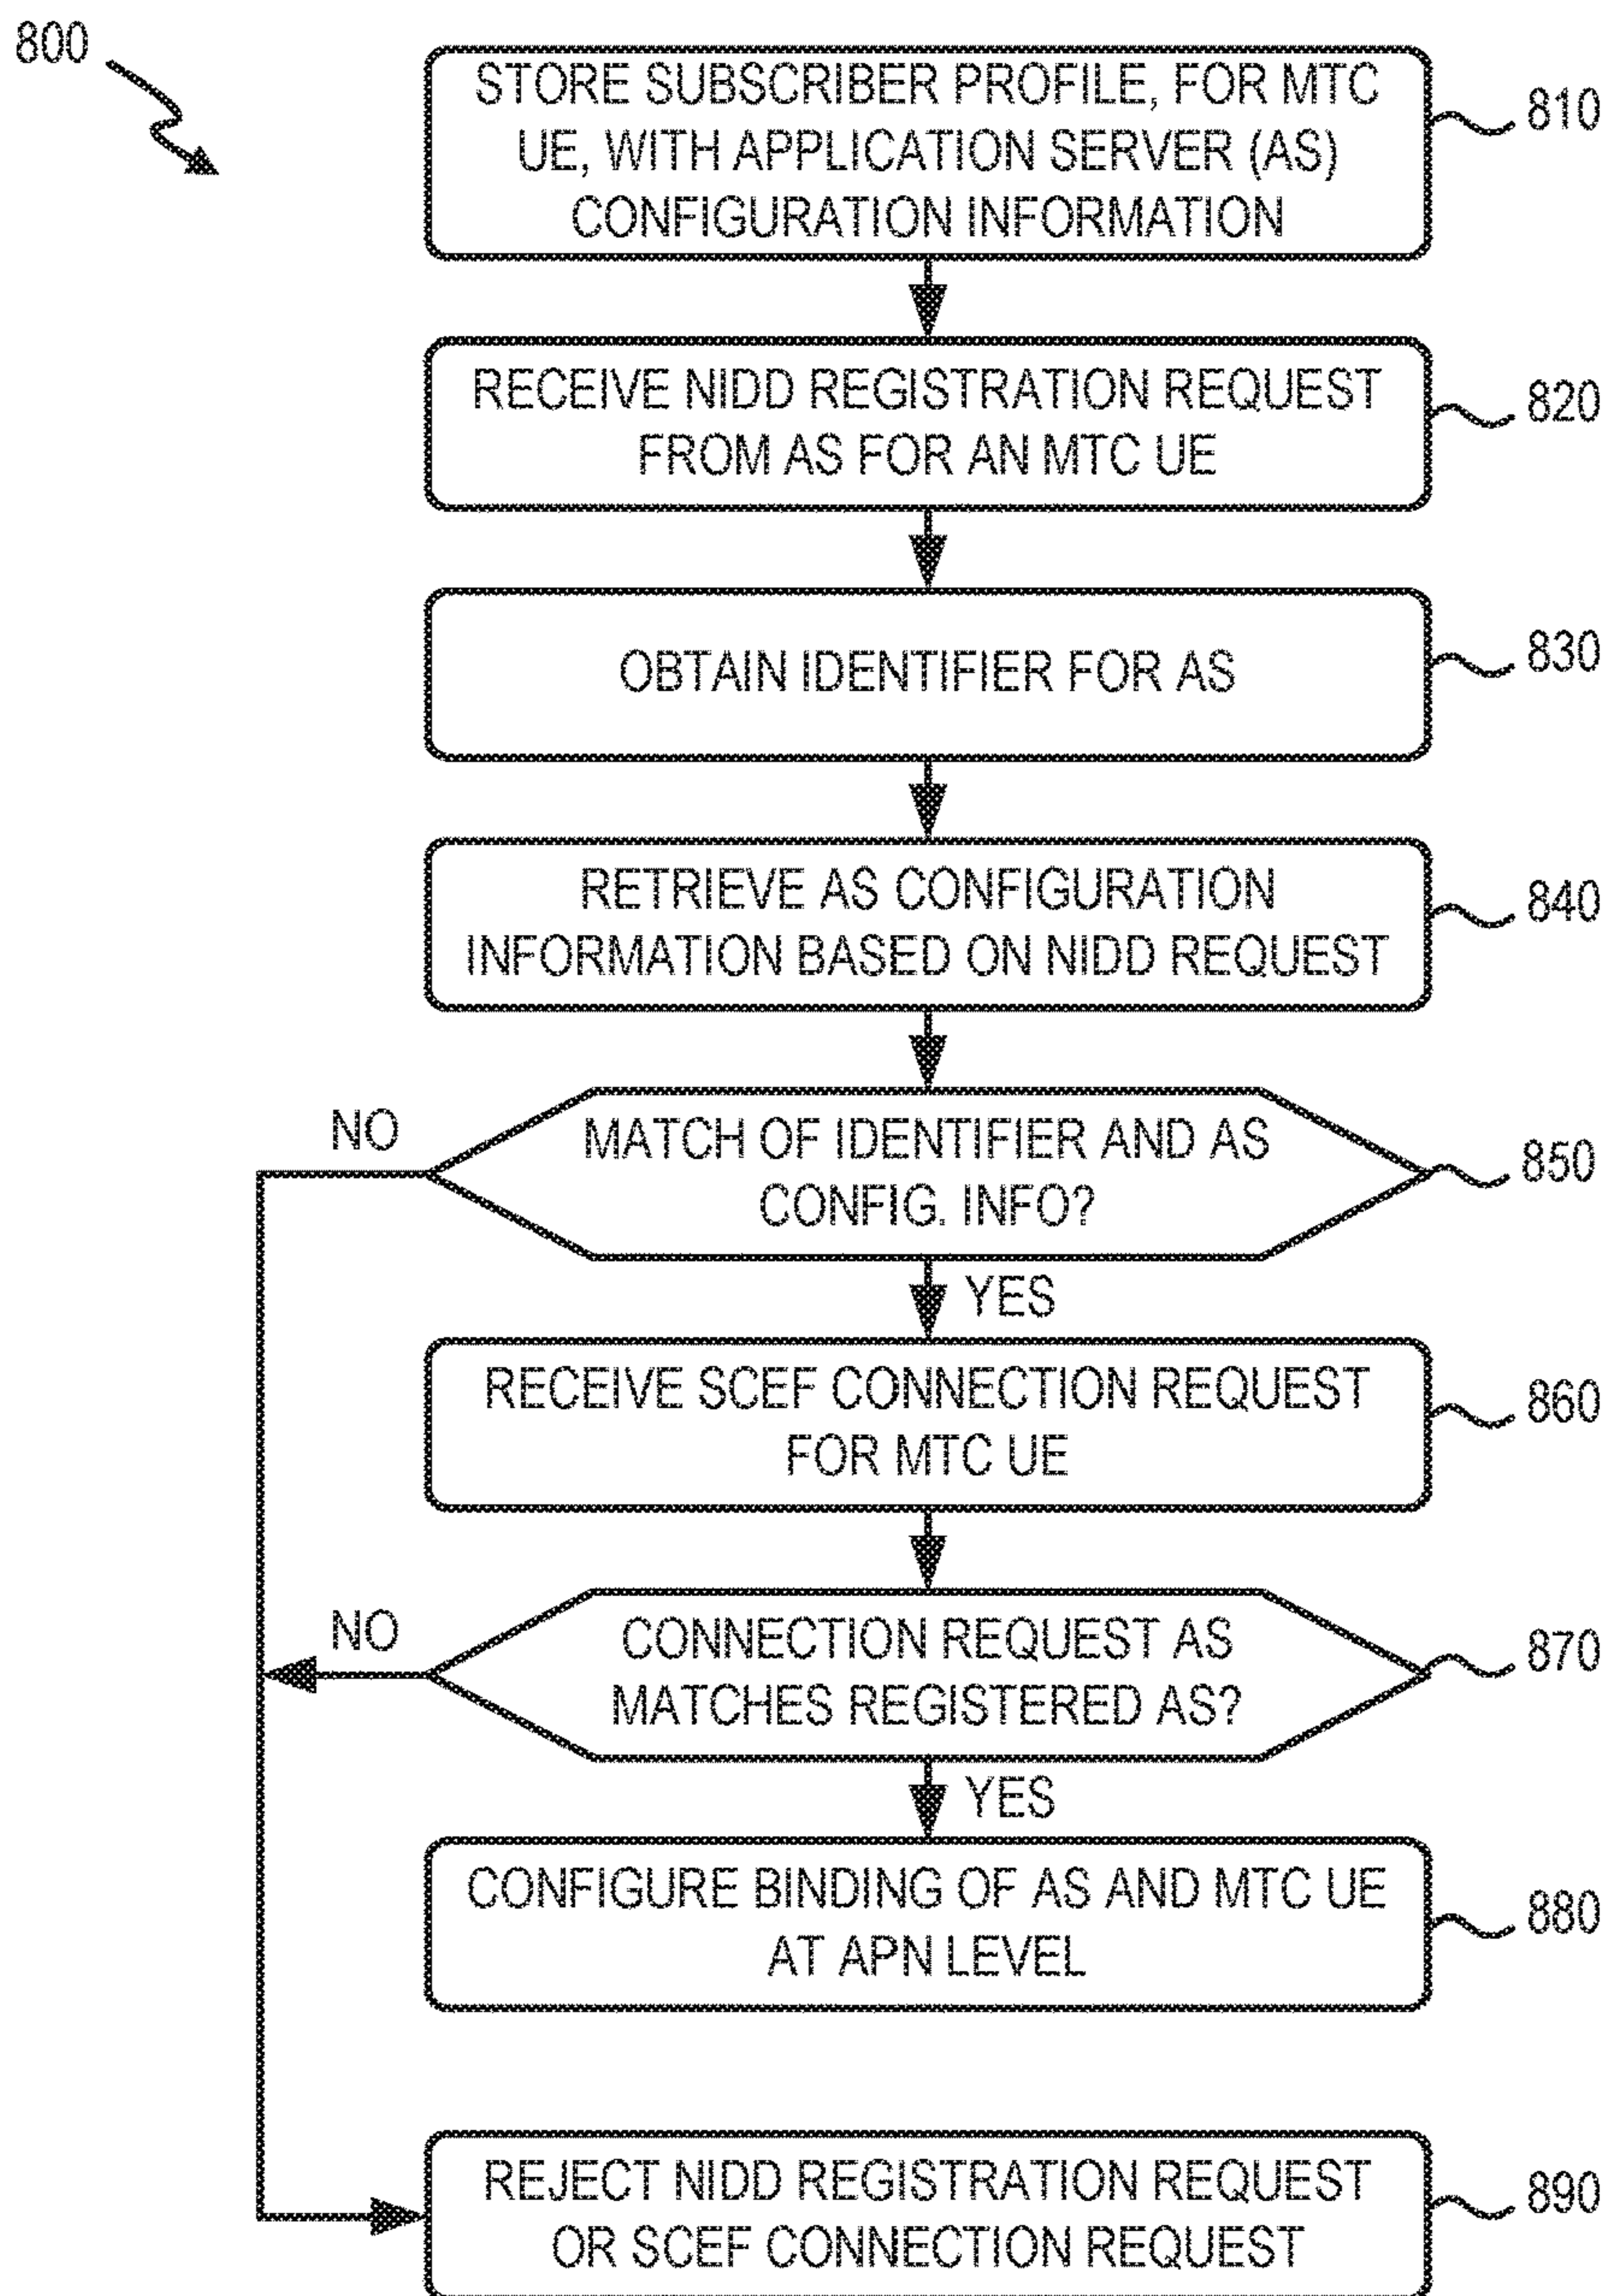 800
STORE SUBSCRIBER PROFILE, FOR MTC
UE, WITH APPLICATION SERVER (AS)
CONFIGURATION INFORMATION
810
RECEIVE NIDD REGISTRATION REQUEST
FROM AS FOR AN MTC UE
820
OBTAIN IDENTIFIER FOR AS
830
RETRIEVE AS CONFIGURATION
INFORMATION BASED ON NIDD REQUEST
840
NO
MATCH OF IDENTIFIER AND AS
CONFIG. INFO?
850
YES
RECEIVE SCEF CONNECTION REQUEST
FOR MTC UE
860
NO
CONNECTION REQUEST AS
MATCHES REGISTERED AS?
870
YES
CONFIGURE BINDING OF AS AND MTC UE
AT APN LEVEL
880
REJECT NIDD REGISTRATION REQUEST
OR SCEF CONNECTION REQUEST
890